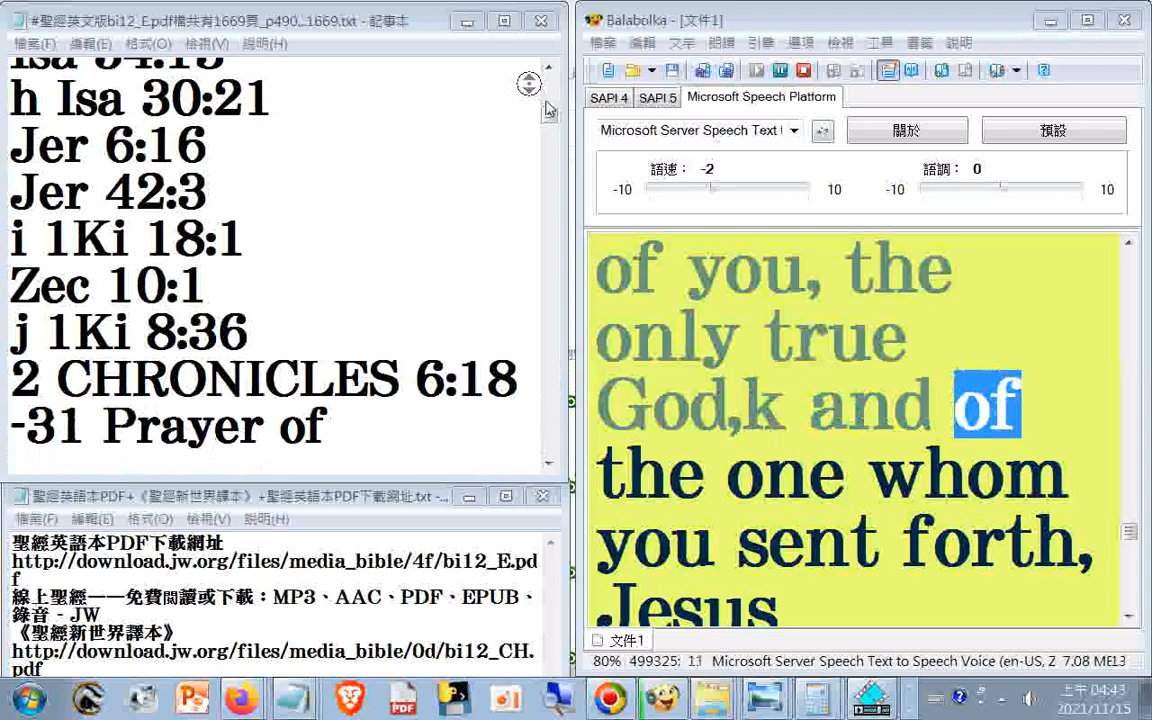 #聖經英文版bi12_E.pdf檔共有1669頁_p490...1669.txt - 記事本
檔案(F) 編輯(E) 格式(O) 檢視(V) 說明(H)
Isa 54:13
h Isa 30:21
Jer 6:16
Jer 42:3
i 1Ki 18:1
Zec 10:1
j 1Ki 8:36
2 CHRONICLES 6:18
-31 Prayer of
聖經英語本PDF+《聖經新世界譯本》+聖經英語本PDF下載網址.txt - ...
檔案(F) 編輯(E) 格式(O) 檢視(V) 說明(H)
聖經英語本PDF下載網址
http://download.jw.org/files/media_bible/4f/bi12_E.pd
f
線上聖經——免費閱讀或下載：MP3、AAC、PDF、EPUB、
錄音 - JW
《聖經新世界譯本》
http://download.jw.org/files/media_bible/0d/bi12_CH.
pdf
Balabolka - [文件1]
檔案 編輯 文字 朗讀 引擎 選項 檢視 工具 書籤 說明
SAPI 4 SAPI 5 Microsoft Speech Platform
Microsoft Server Speech Text 關於 預設
語速： -2 語調： 0
-10 10 -10 10
of you, the
only true
God,k and of
the one whom
you sent forth,
Jesus
文件1
80% 499325: 11 Microsoft Server Speech Text to Speech Voice (en-US, Z 7.08 ME13
上午 04:43
2021/11/15